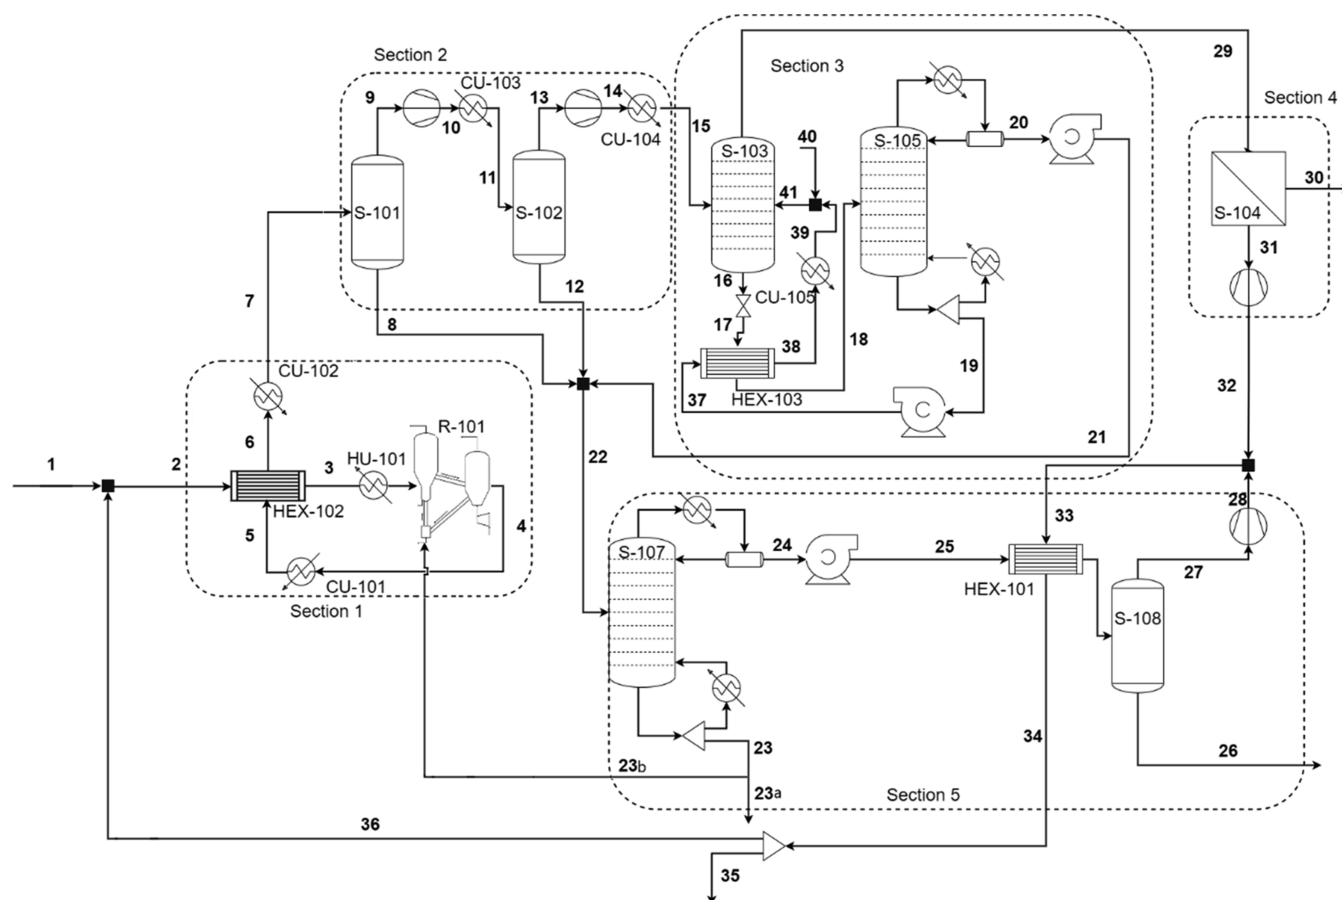 Section 2
Section 3
29
Section 4
9
10
CU-103
13
14
CU-104
15
11
S-101
S-102
S-103
40
41
39
S-105
20
S-104
30
31
7
12
8
16
CU-105
17
38
18
19
HEX-103
37
C
C
21
32
CU-102
6
1
2
3
HU-101
R-101
HEX-102
5
4
CU-101
Section 1
22
28
33
S-107
24
C
25
HEX-101
27
S-108
23
23b
23a
34
26
Section 5
36
35